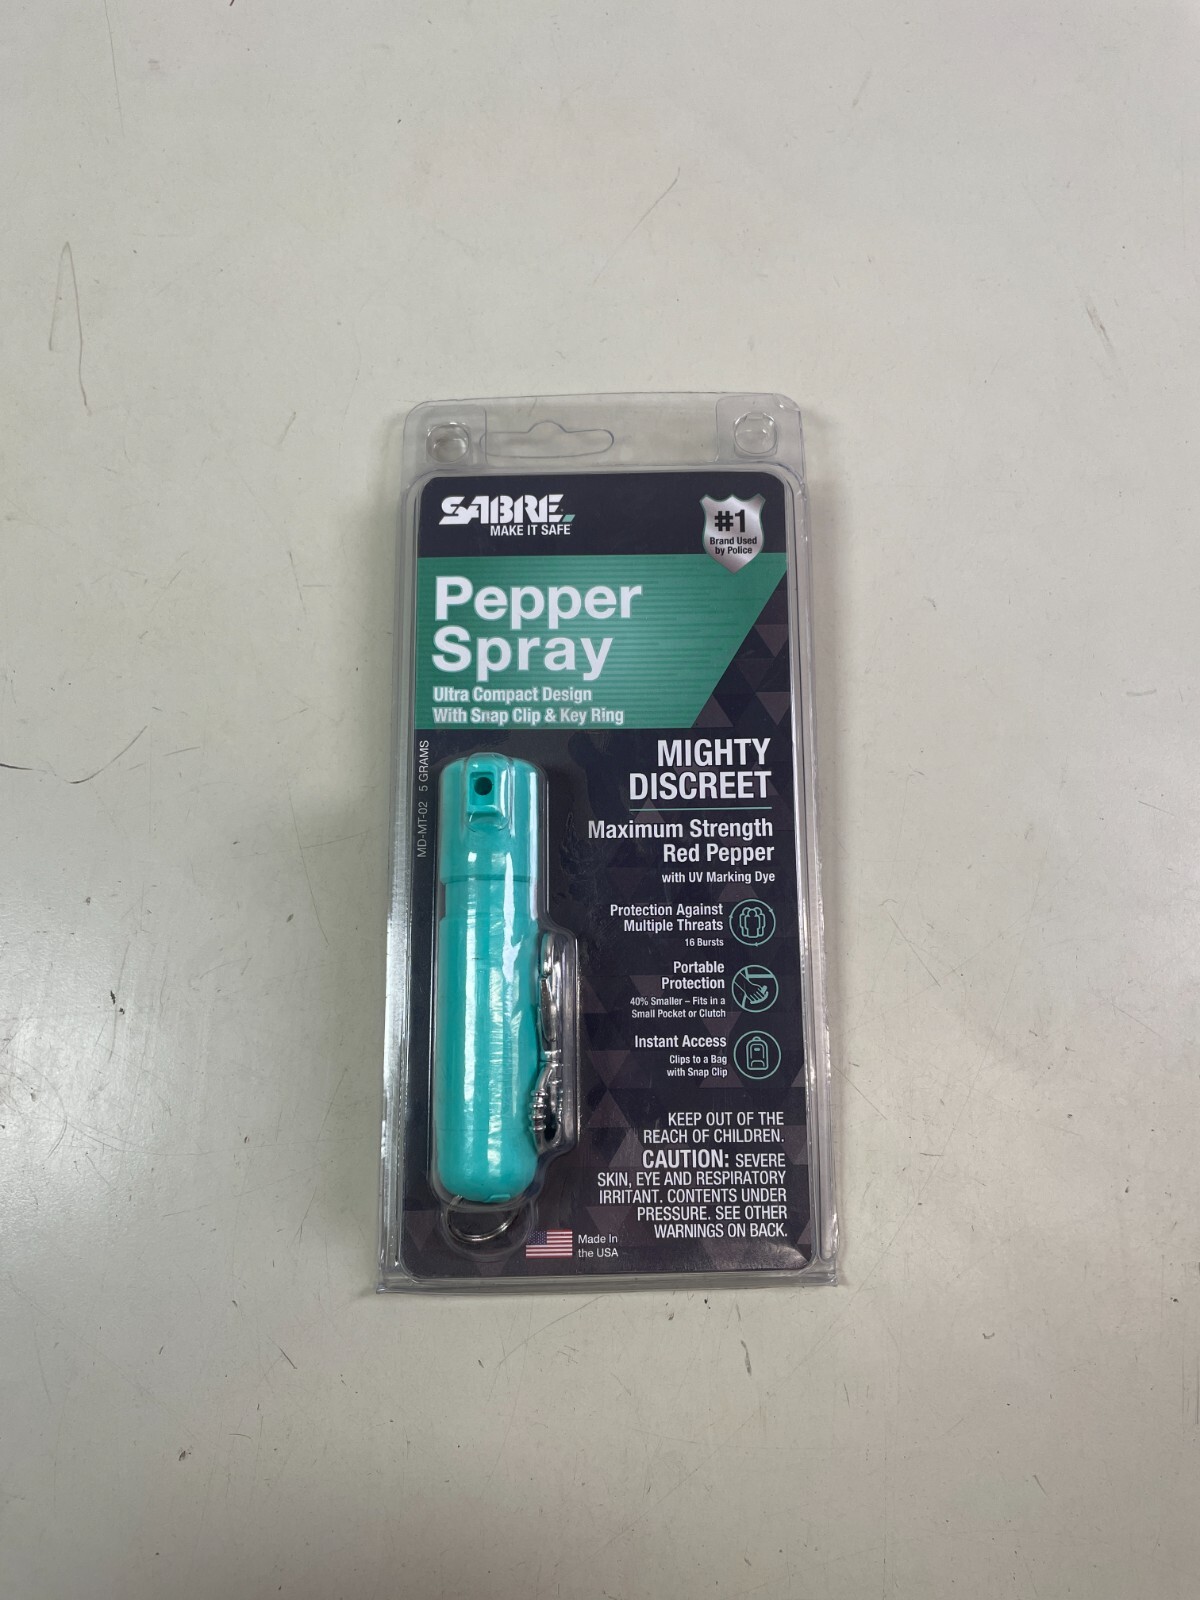 SABRE
MAKE IT SAFE
#1
Brand Used
by Police
Pepper
Spray
Ultra Compact Design
With Snap Clip & Key Ring
MD-MT-02 5 GRAMS
MIGHTY
DISCREET
Maximum Strength
Red Pepper
with UV Marking Dye
Protection Against
Multiple Threats
16 Bursts
Portable
Protection
40% Smaller – Fits in a
Small Pocket or Clutch
Instant Access
Clips to a Bag
with Snap Clip
KEEP OUT OF THE
REACH OF CHILDREN.
CAUTION: SEVERE
SKIN, EYE AND RESPIRATORY
IRRITANT. CONTENTS UNDER
PRESSURE. SEE OTHER
WARNINGS ON BACK.
Made In
the USA